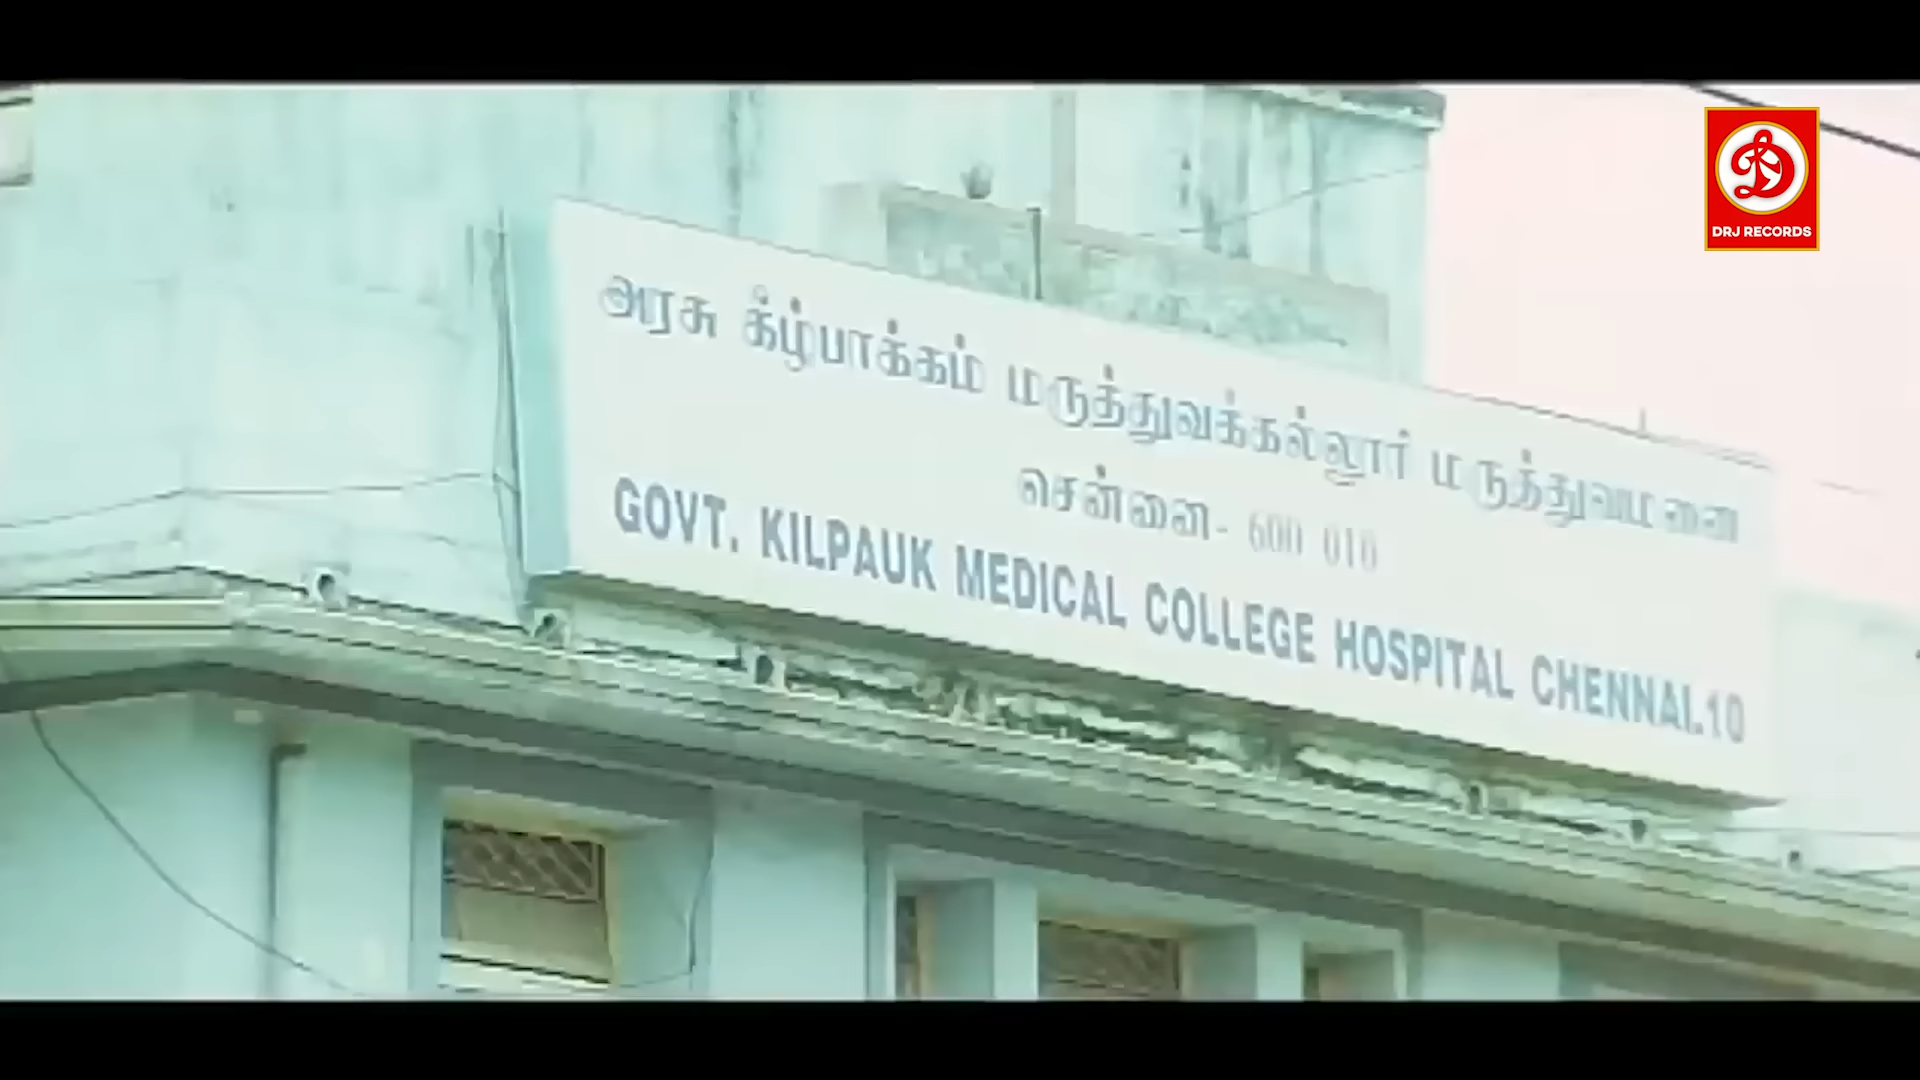 அரசு கீழ்பாக்கம் மருத்துவக்கல்லூரி மருத்துவமனை
சென்னை- 600 010
GOVT. KILPAUK MEDICAL COLLEGE HOSPITAL CHENNAI.10
DRJ RECORDS